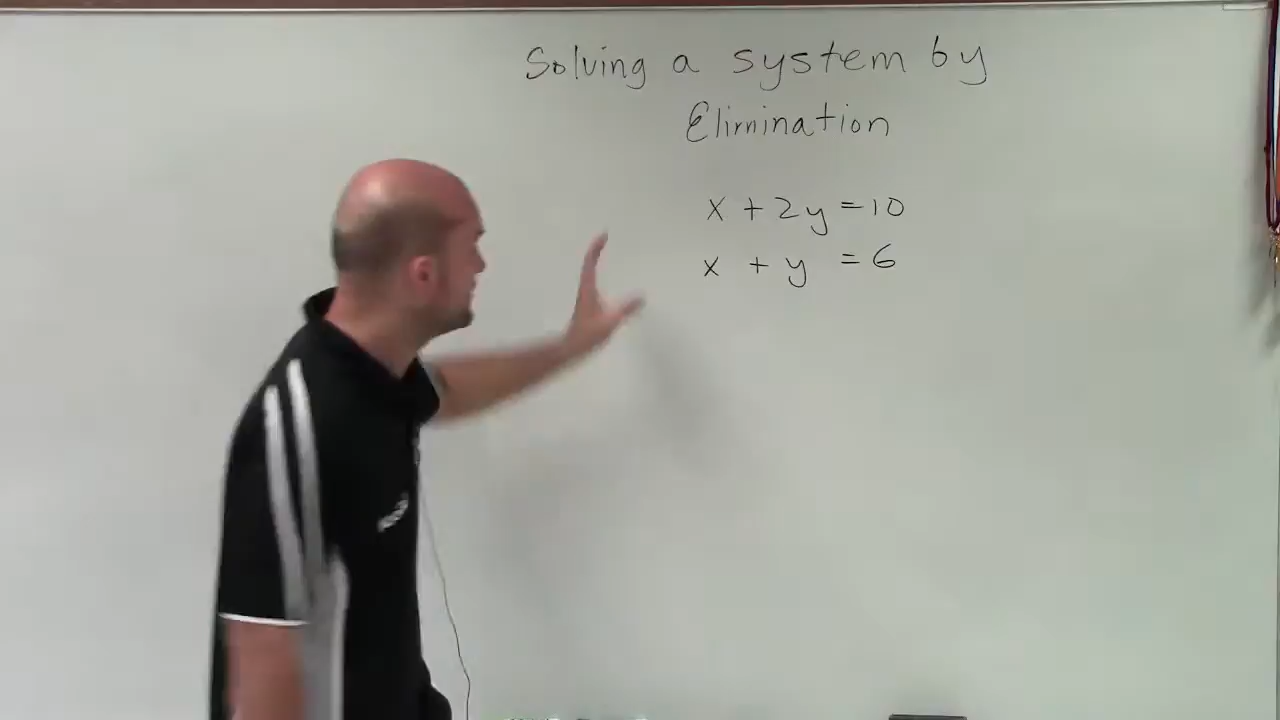 Solving a system by
Elimination
x + 2y = 10
x + y = 6